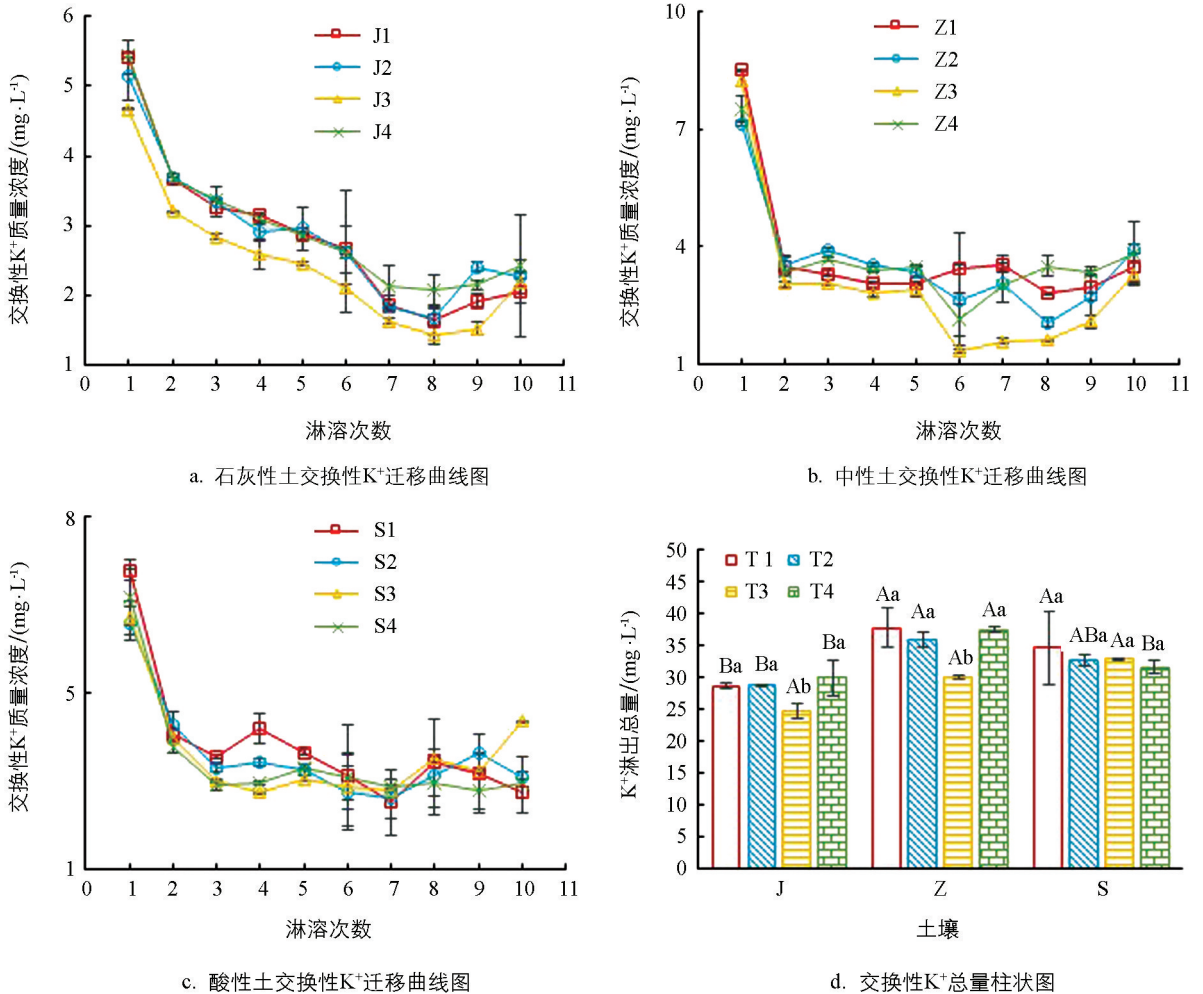 6
5
4
3
2
1
0
1
2
3
4
5
6
7
8
9
10
11
J1
J2
J3
J4
交换性K⁺质量浓度/(mg·L⁻¹)
淋溶次数
a. 石灰性土交换性K⁺迁移曲线图
10
7
4
1
0
1
2
3
4
5
6
7
8
9
10
11
Z1
Z2
Z3
Z4
交换性K⁺质量浓度/(mg·L⁻¹)
淋溶次数
b. 中性土交换性K⁺迁移曲线图
8
5
1
0
1
2
3
4
5
6
7
8
9
10
11
S1
S2
S3
S4
交换性K⁺质量浓度/(mg·L⁻¹)
淋溶次数
c. 酸性土交换性K⁺迁移曲线图
50
45
40
35
30
25
20
15
10
5
0
T 1
T2
T3
T4
Ba
Ba
Ab
Ba
Aa
Aa
Ab
Aa
Aa
ABa
Aa
Ba
J
Z
S
K⁺淋出总量/(mg·L⁻¹)
土壤
d. 交换性K⁺总量柱状图